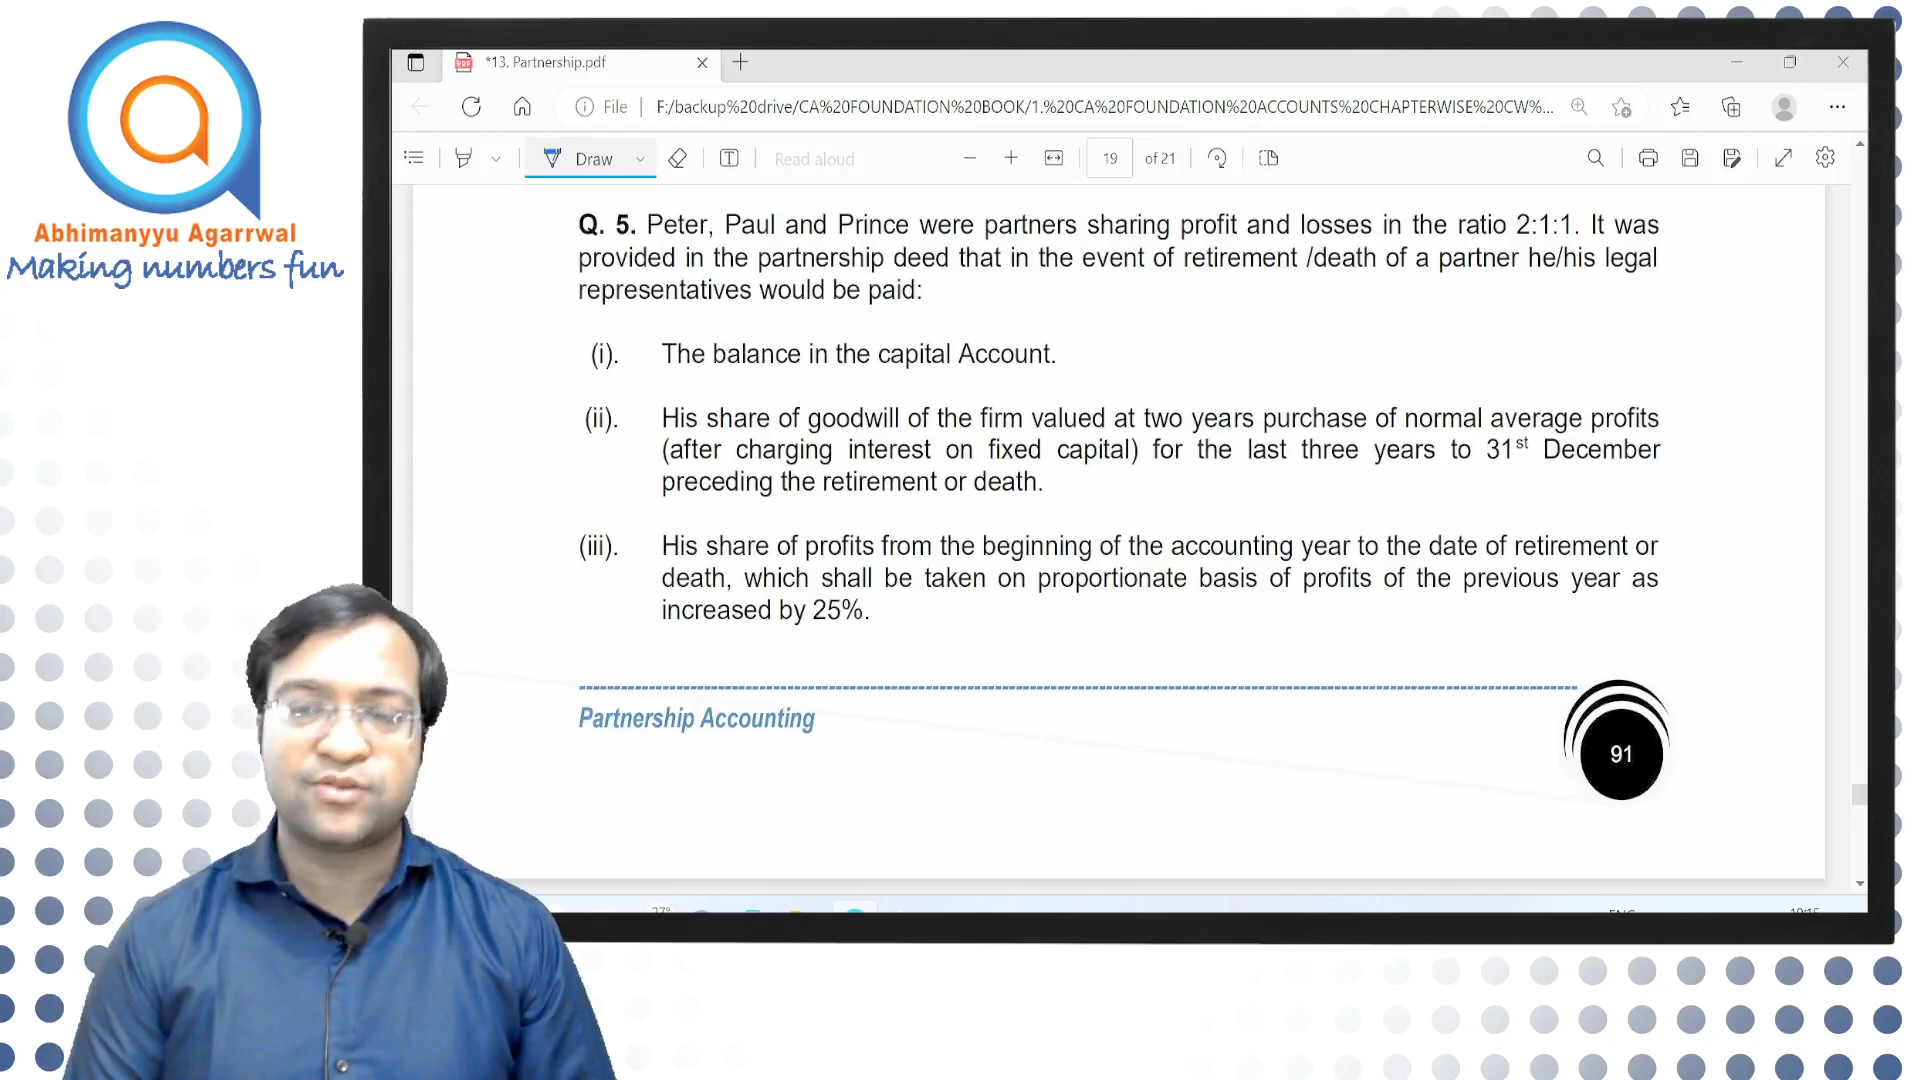 *13. Partnership.pdf
File
F:/backup%20drive/CA%20FOUNDATION%20BOOK/1.%20CA%20FOUNDATION%20ACCOUNTS%20CHAPTERWISE%20CW%...
Draw
Read aloud
19 of 21
Abhimanyyu Agarrwal
Making numbers fun
Q. 5. Peter, Paul and Prince were partners sharing profit and losses in the ratio 2:1:1. It was
provided in the partnership deed that in the event of retirement /death of a partner he/his legal
representatives would be paid:
(i). The balance in the capital Account.
(ii). His share of goodwill of the firm valued at two years purchase of normal average profits
(after charging interest on fixed capital) for the last three years to 31st December
preceding the retirement or death.
(iii). His share of profits from the beginning of the accounting year to the date of retirement or
death, which shall be taken on proportionate basis of profits of the previous year as
increased by 25%.
Partnership Accounting
91